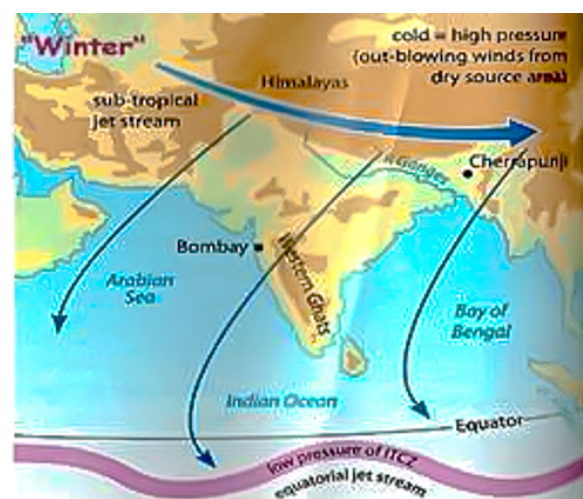 "Winter"
cold = high pressure
(out-blowing winds from
dry source area)
Himalayas
sub-tropical
jet stream
R Ganges
Cherrapunji
Bombay
Western Ghats
Arabian
Sea
Bay of
Bengal
Indian Ocean
Equator
low pressure of ITCZ
equatorial jet stream